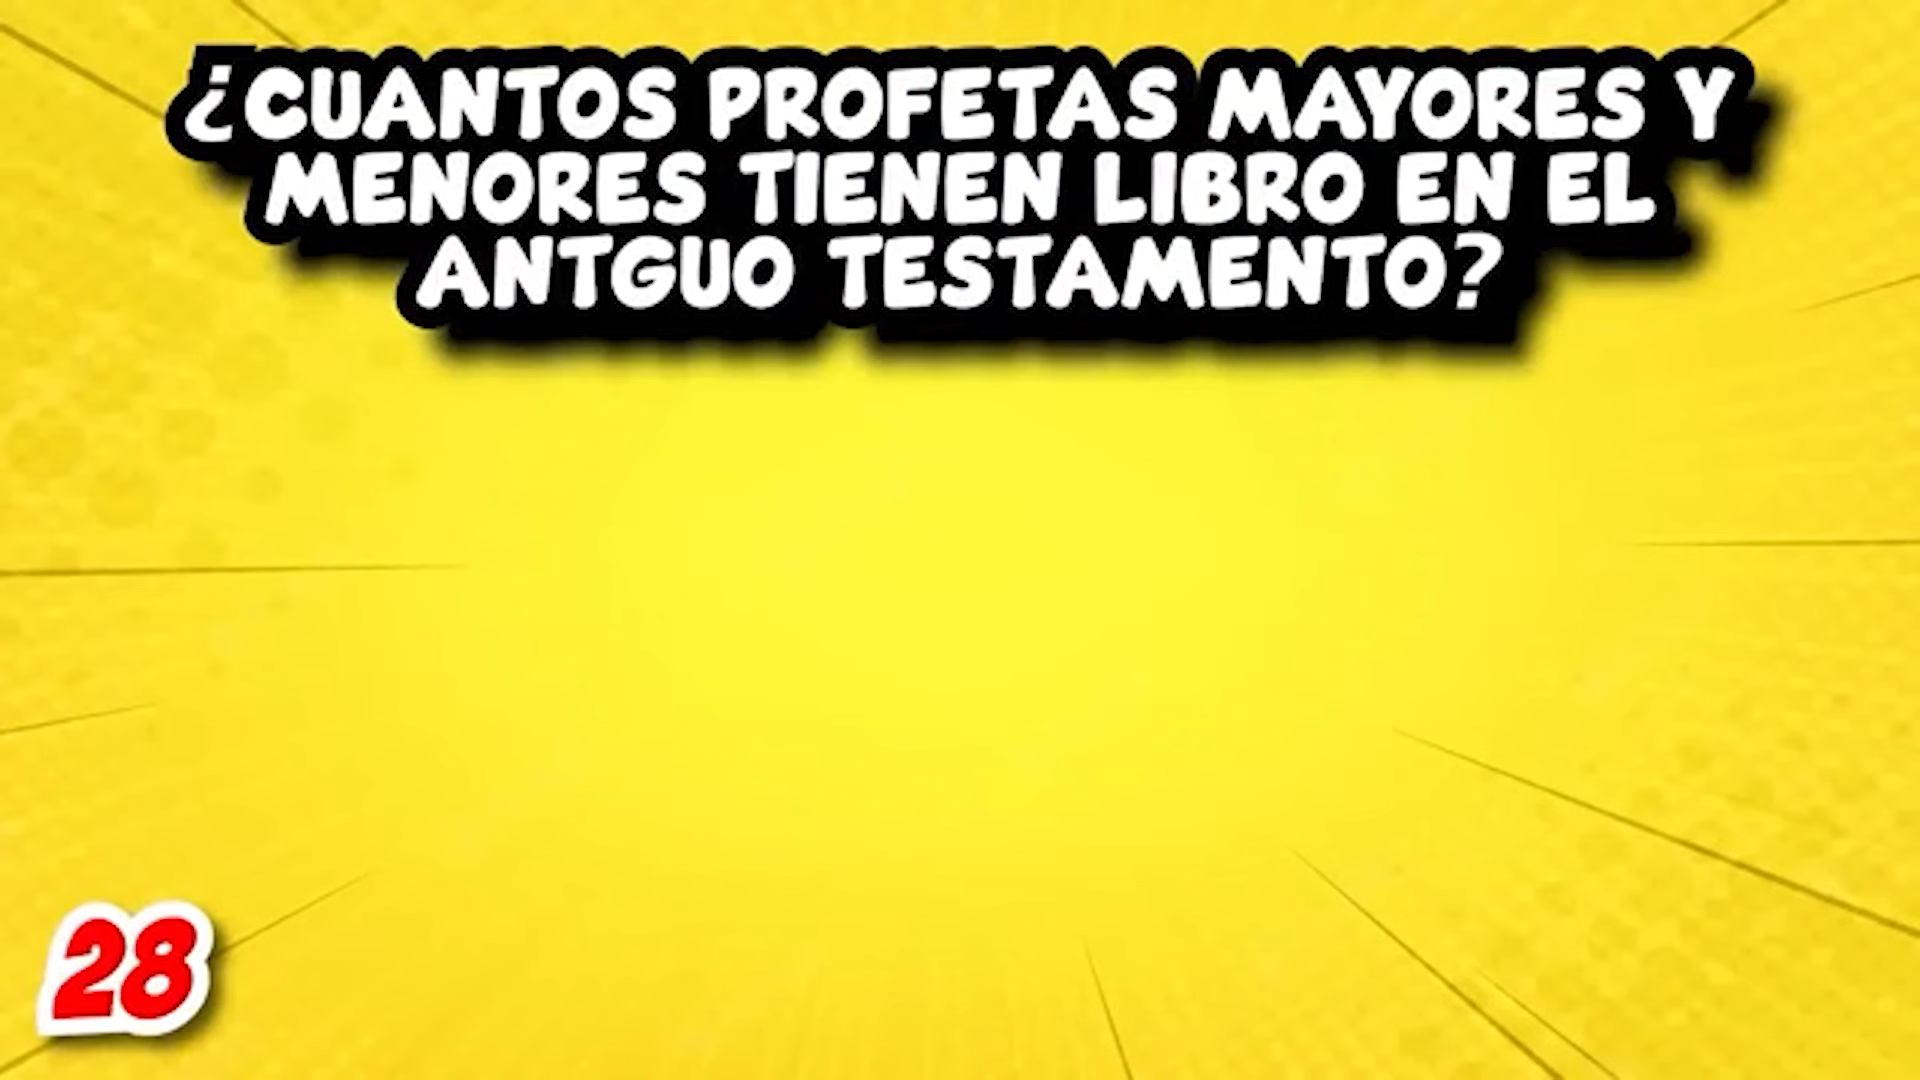 ¿CUANTOS PROFETAS MAYORES Y
MENORES TIENEN LIBRO EN EL
ANTGUO TESTAMENTO?
28